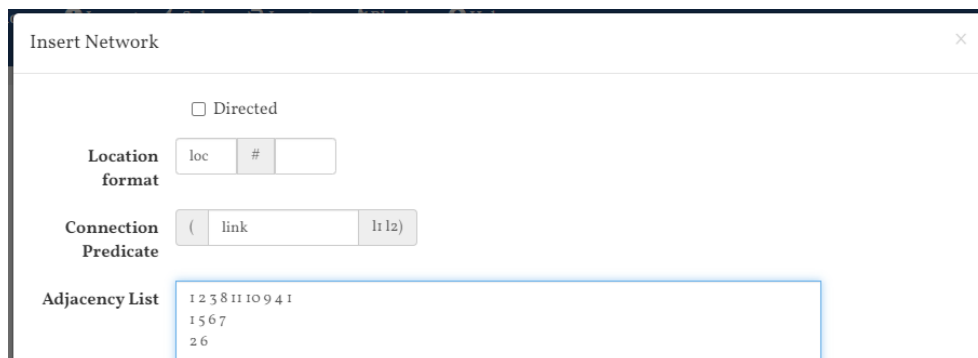 Insert Network
×
Directed
Location format
loc # 
Connection Predicate
( link l1 l2)
Adjacency List
1 2 3 8 11 10 9 4 1
1 5 6 7
2 6